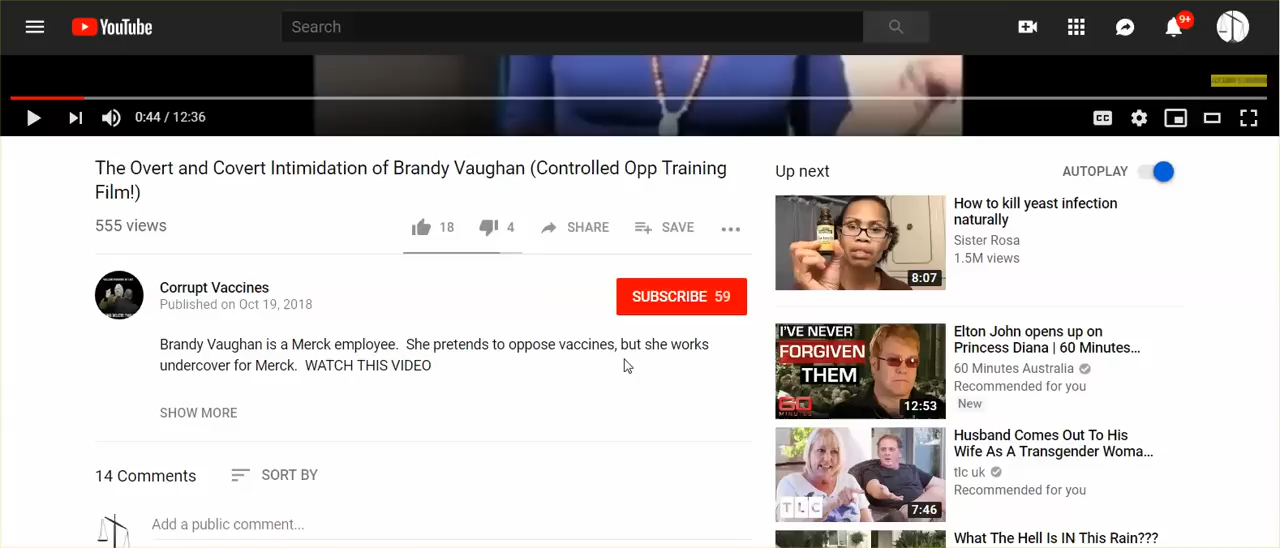 YouTube
Search
9+
0:44 / 12:36
CC
The Overt and Covert Intimidation of Brandy Vaughan (Controlled Opp Training
Film!)
555 views
18
4
SHARE
SAVE
Corrupt Vaccines
Published on Oct 19, 2018
SUBSCRIBE 59
Brandy Vaughan is a Merck employee. She pretends to oppose vaccines, but she works
undercover for Merck. WATCH THIS VIDEO
SHOW MORE
14 Comments
SORT BY
Add a public comment...
Up next
AUTOPLAY
8:07
How to kill yeast infection
naturally
Sister Rosa
1.5M views
I'VE NEVER
FORGIVEN
THEM
60
MINUTES
12:53
Elton John opens up on
Princess Diana | 60 Minutes...
60 Minutes Australia
Recommended for you
New
TLC
7:46
Husband Comes Out To His
Wife As A Transgender Woma...
tlc uk
Recommended for you
What The Hell Is IN This Rain???